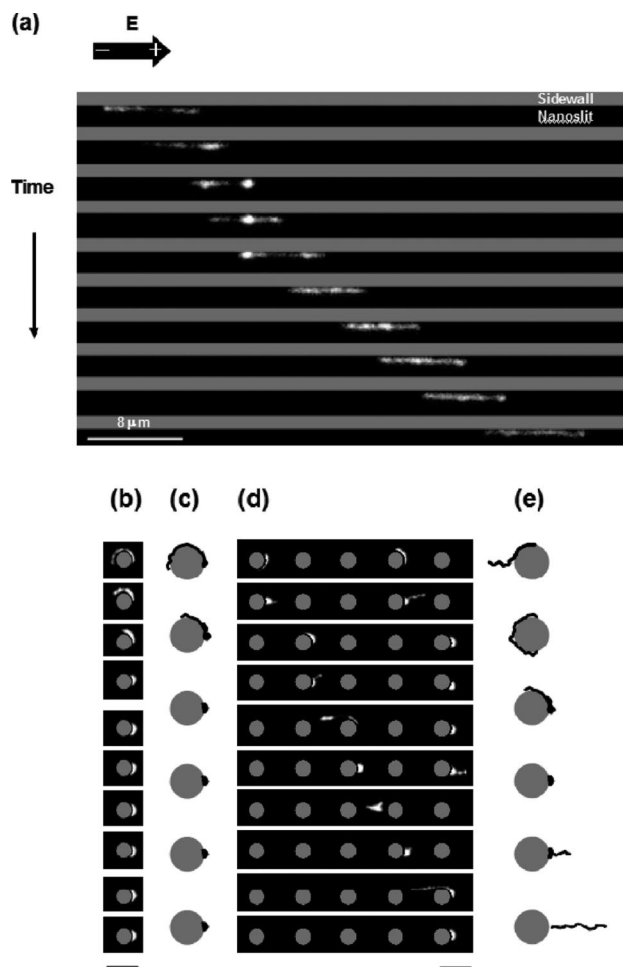 (a)
E
− +
Sidewall
Nanoslit
Time
8 μm
(b) (c) (d) (e)